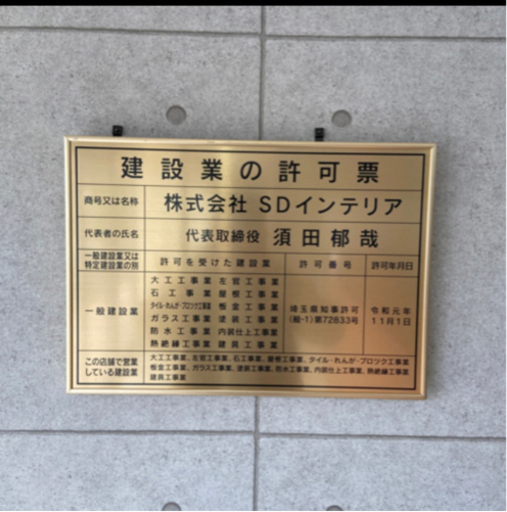 建設業の許可票
商号又は名称 株式会社 SDインテリア
代表者の氏名 代表取締役 須田郁哉
一般建設業又は
特定建設業の別 許可を受けた建設業 許可番号 許可年月日
一般建設業
大工工事業 左官工事業
石工事業 屋根工事業
タイル・れんが・ブロック工事業 板金工事業
ガラス工事業 塗装工事業
防水工事業 内装仕上工事業
熱絶縁工事業 建具工事業
埼玉県知事許可
(般-1)第72833号
令和元年
11月1日
この店舗で営業
している建設業
大工工事業、左官工事業、石工事業、屋根工事業、タイル・れんが・ブロック工事業
板金工事業、ガラス工事業、塗装工事業、防水工事業、内装仕上工事業、熱絶縁工事業
建具工事業